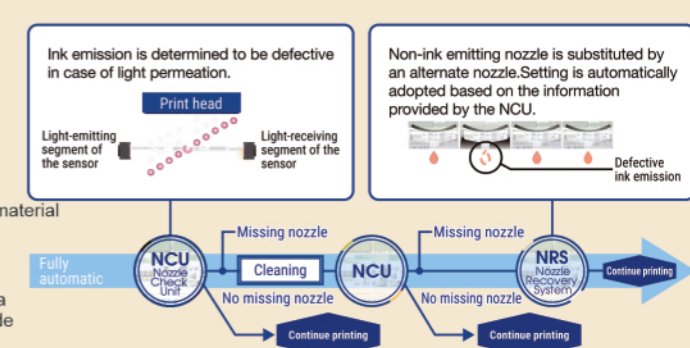 Ink emission is determined to be defective
in case of light permeation.
Print head
Light-emitting
segment of
the sensor
Light-receiving
segment of the
sensor
Non-ink emitting nozzle is substituted by
an alternate nozzle.Setting is automatically
adopted based on the information
provided by the NCU.
Defective
ink emission
material
a
de
Fully
automatic
NCU
Nozzle
Check
Unit
Missing nozzle
Cleaning
No missing nozzle
Continue printing
NCU
Missing nozzle
No missing nozzle
Continue printing
NRS
Nozzle
Recovery
System
Continue printing